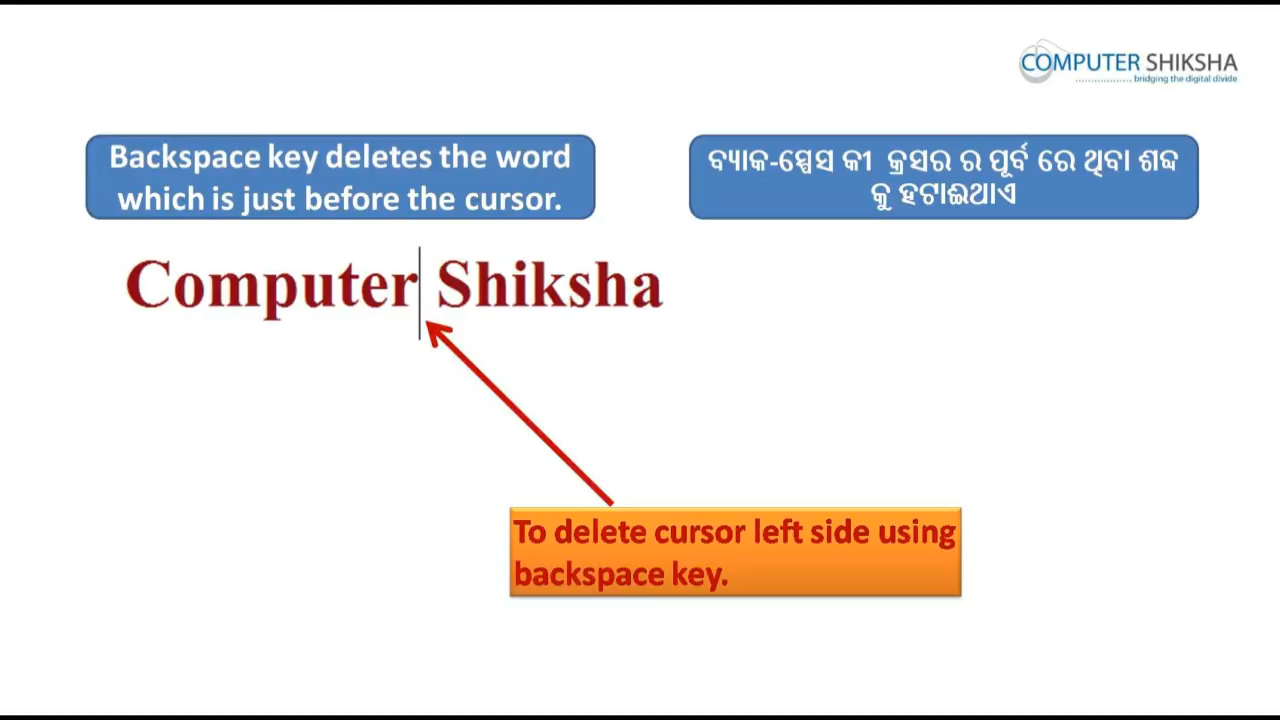 COMPUTER SHIKSHA
bridging the digital divide
Backspace key deletes the word
which is just before the cursor.
ବ୍ୟାକ-ସ୍ପେସ କୀ କ୍ରସର ର ପୂର୍ବ ରେ ଥିବା ଶବ୍ଦ
କୁ ହଟାଇଥାଏ
Computer Shiksha
To delete cursor left side using
backspace key.